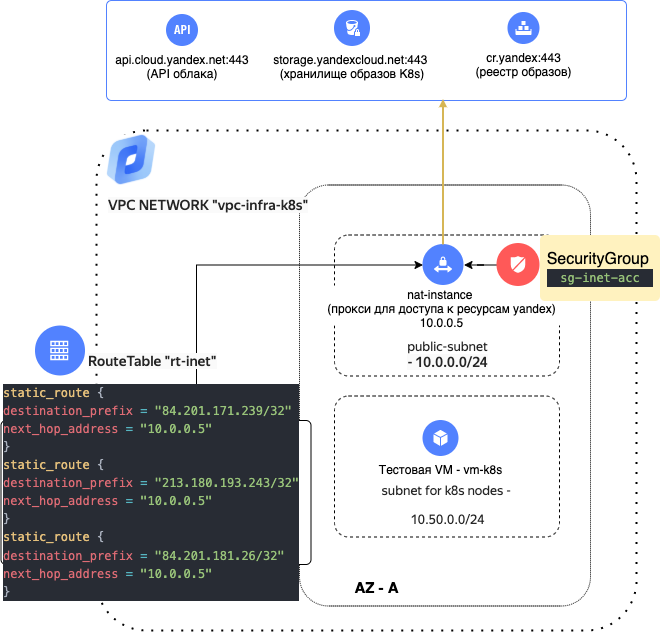 API
api.cloud.yandex.net:443
(API облака)
storage.yandexcloud.net:443
(хранилище образов K8s)
cr.yandex:443
(реестр образов)
VPC NETWORK "vpc-infra-k8s"
SecurityGroup
sg-inet-acc
nat-instance
(прокси для доступа к ресурсам yandex)
10.0.0.5
public-subnet
- 10.0.0.0/24
RouteTable "rt-inet"
static_route {
destination_prefix = "84.201.171.239/32"
next_hop_address = "10.0.0.5"
}
static_route {
destination_prefix = "213.180.193.243/32"
next_hop_address = "10.0.0.5"
}
static_route {
destination_prefix = "84.201.181.26/32"
next_hop_address = "10.0.0.5"
}
Тестовая VM - vm-k8s
subnet for k8s nodes -
10.50.0.0/24
AZ - A